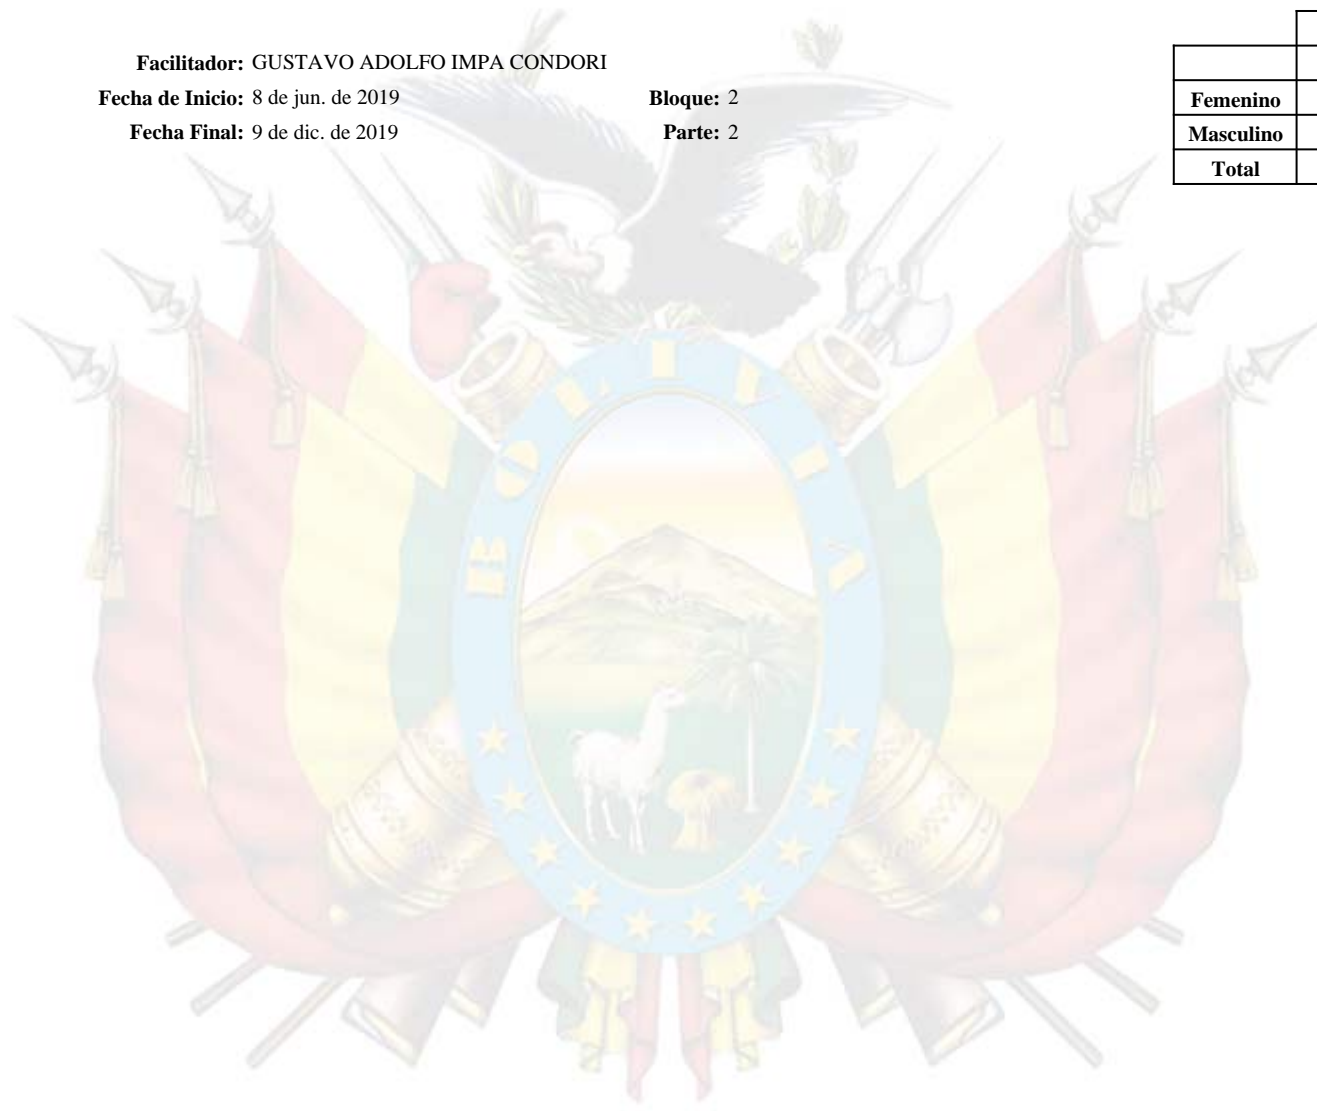 Facilitador: GUSTAVO ADOLFO IMPA CONDORI
Fecha de Inicio: 8 de jun. de 2019 Bloque: 2
Fecha Final: 9 de dic. de 2019 Parte: 2
Femenino
Masculino
Total
BOLIVIA